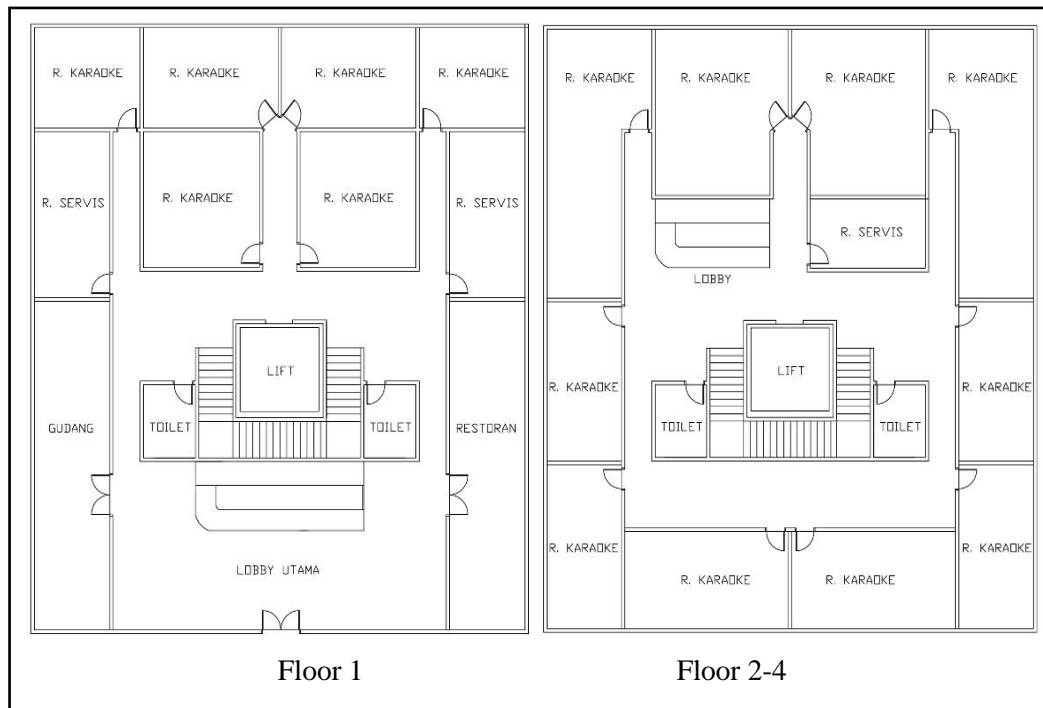 R. KARAOKE R. KARAOKE R. KARAOKE R. KARAOKE
R. SERVIS R. KARAOKE R. KARAOKE R. SERVIS
LIFT
GUDANG TOILET TOILET RESTORAN
LOBBY UTAMA
Floor 1
R. KARAOKE R. KARAOKE R. KARAOKE R. KARAOKE
R. SERVIS
LOBBY
LIFT
R. KARAOKE R. KARAOKE
TOILET TOILET
R. KARAOKE R. KARAOKE
R. KARAOKE R. KARAOKE
Floor 2-4